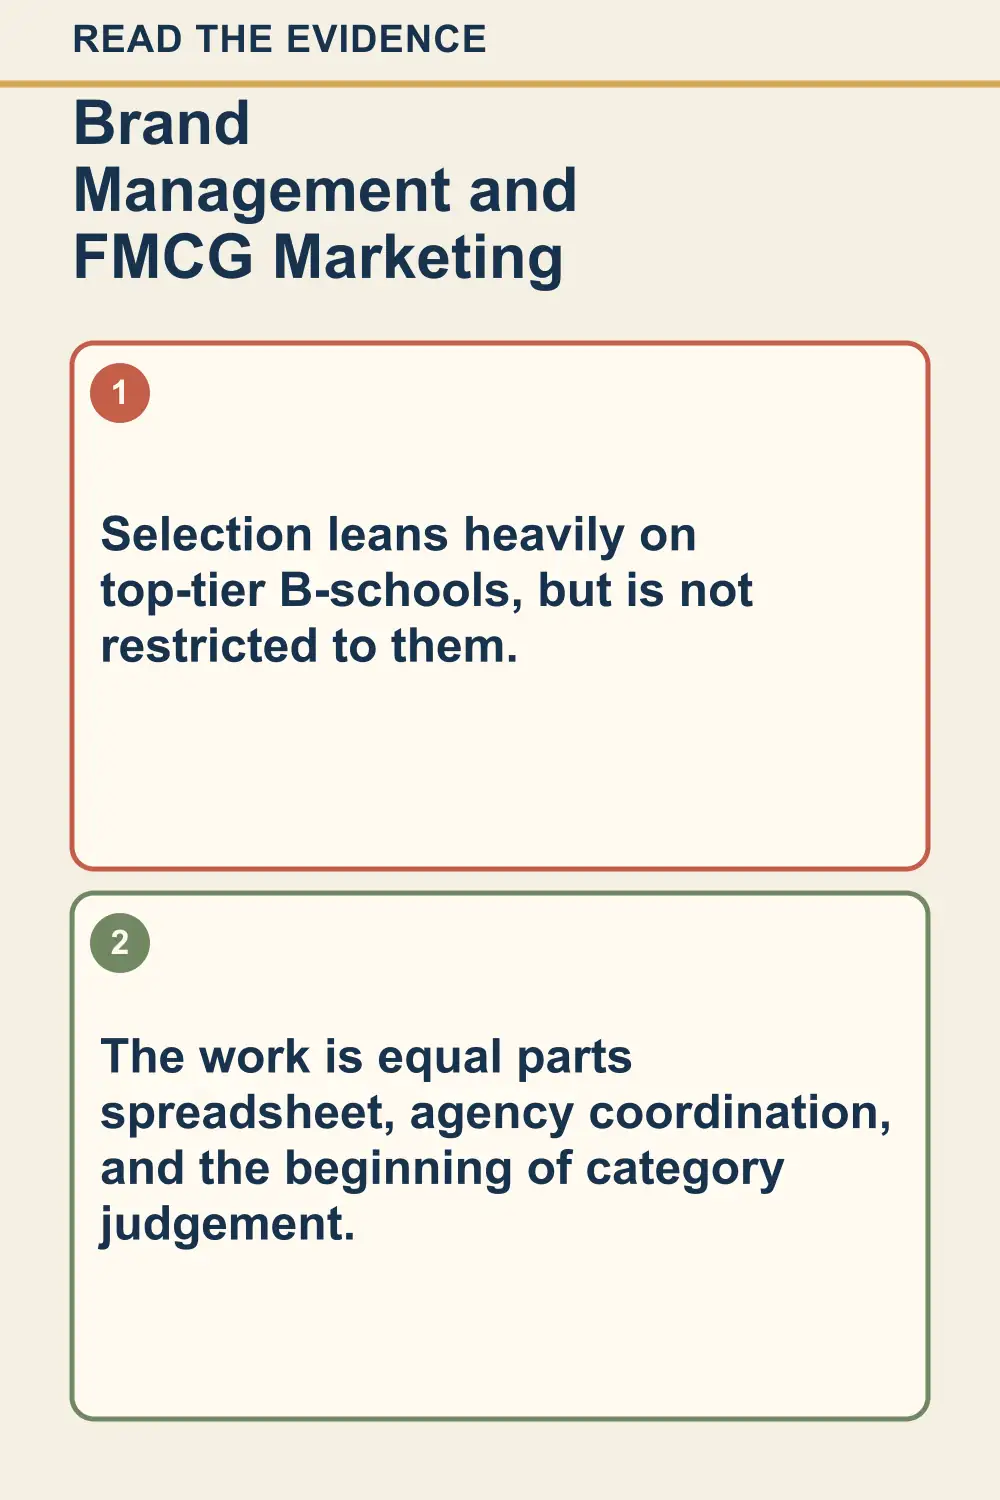 READ THE EVIDENCE
Brand
Management and
FMCG Marketing
1
Selection leans heavily on
top-tier B-schools, but is not
restricted to them.
2
The work is equal parts
spreadsheet, agency coordination,
and the beginning of category
judgement.